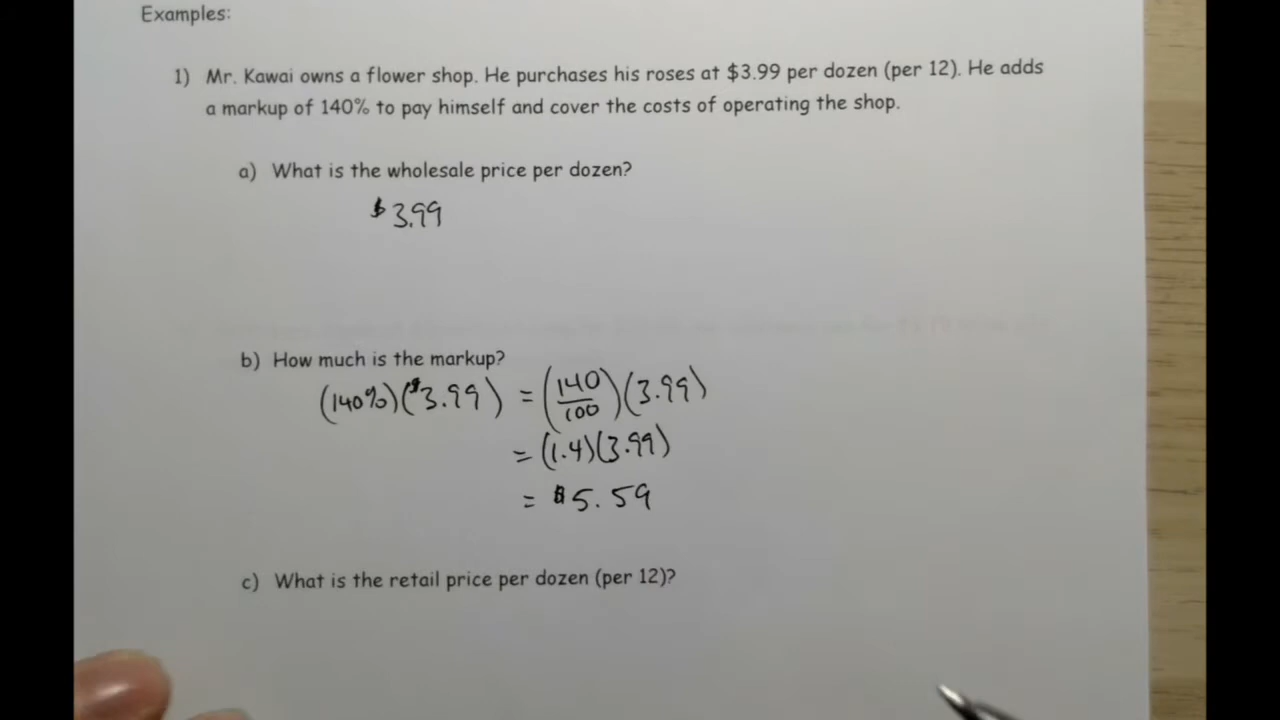 Examples:
1) Mr. Kawai owns a flower shop. He purchases his roses at $3.99 per dozen (per 12). He adds
a markup of 140% to pay himself and cover the costs of operating the shop.
a) What is the wholesale price per dozen?
$3.99
b) How much is the markup?
(140%)($3.99) = (140/100)(3.99)
= (1.4)(3.99)
= $5.59
c) What is the retail price per dozen (per 12)?